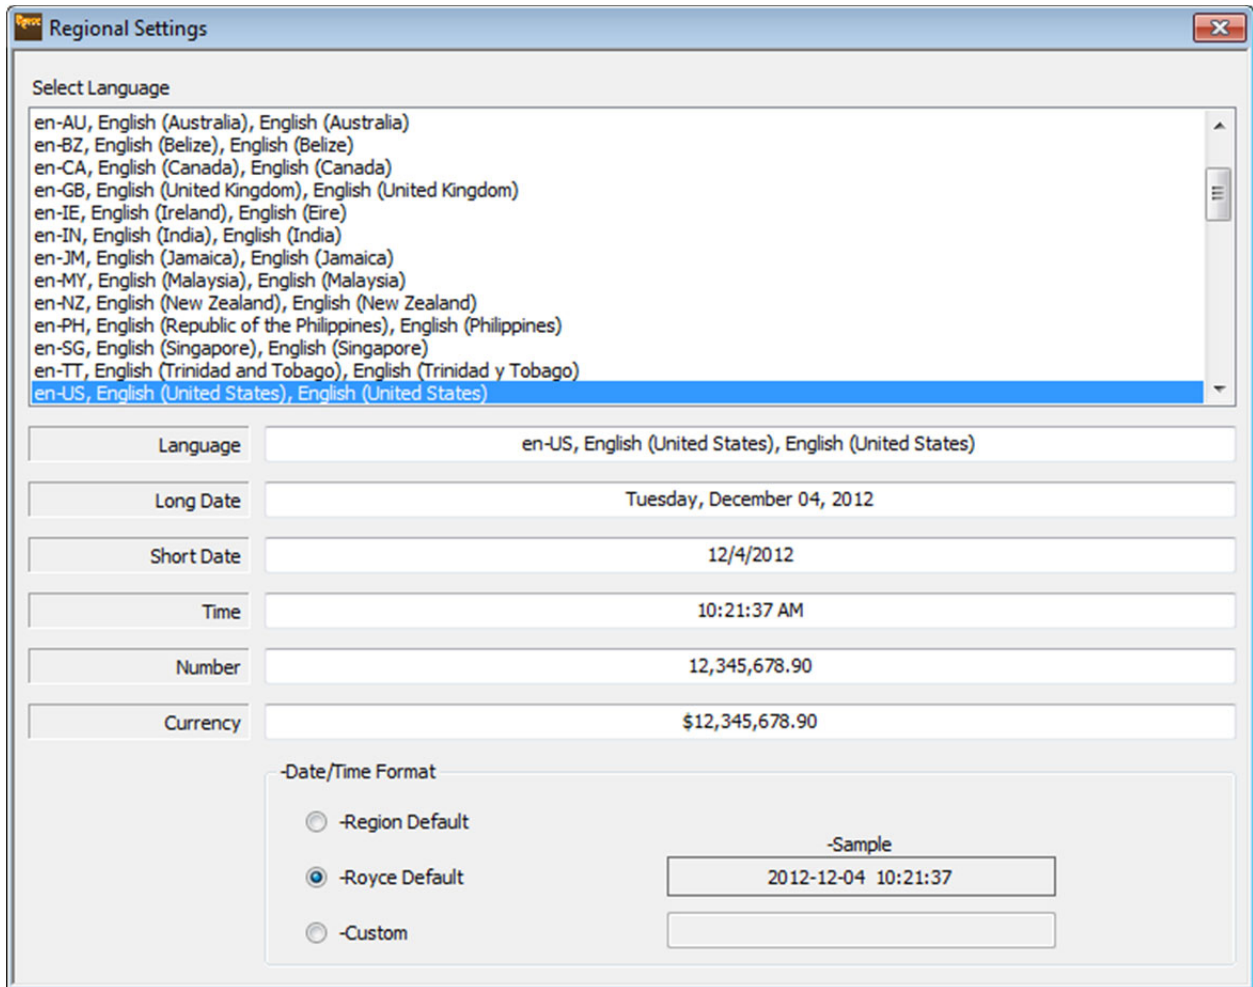 Royce
Regional Settings
Select Language
en-AU, English (Australia), English (Australia)
en-BZ, English (Belize), English (Belize)
en-CA, English (Canada), English (Canada)
en-GB, English (United Kingdom), English (United Kingdom)
en-IE, English (Ireland), English (Eire)
en-IN, English (India), English (India)
en-JM, English (Jamaica), English (Jamaica)
en-MY, English (Malaysia), English (Malaysia)
en-NZ, English (New Zealand), English (New Zealand)
en-PH, English (Republic of the Philippines), English (Philippines)
en-SG, English (Singapore), English (Singapore)
en-TT, English (Trinidad and Tobago), English (Trinidad y Tobago)
en-US, English (United States), English (United States)
Language en-US, English (United States), English (United States)
Long Date Tuesday, December 04, 2012
Short Date 12/4/2012
Time 10:21:37 AM
Number 12,345,678.90
Currency $12,345,678.90
-Date/Time Format
-Region Default
-Sample
-Royce Default 2012-12-04 10:21:37
-Custom